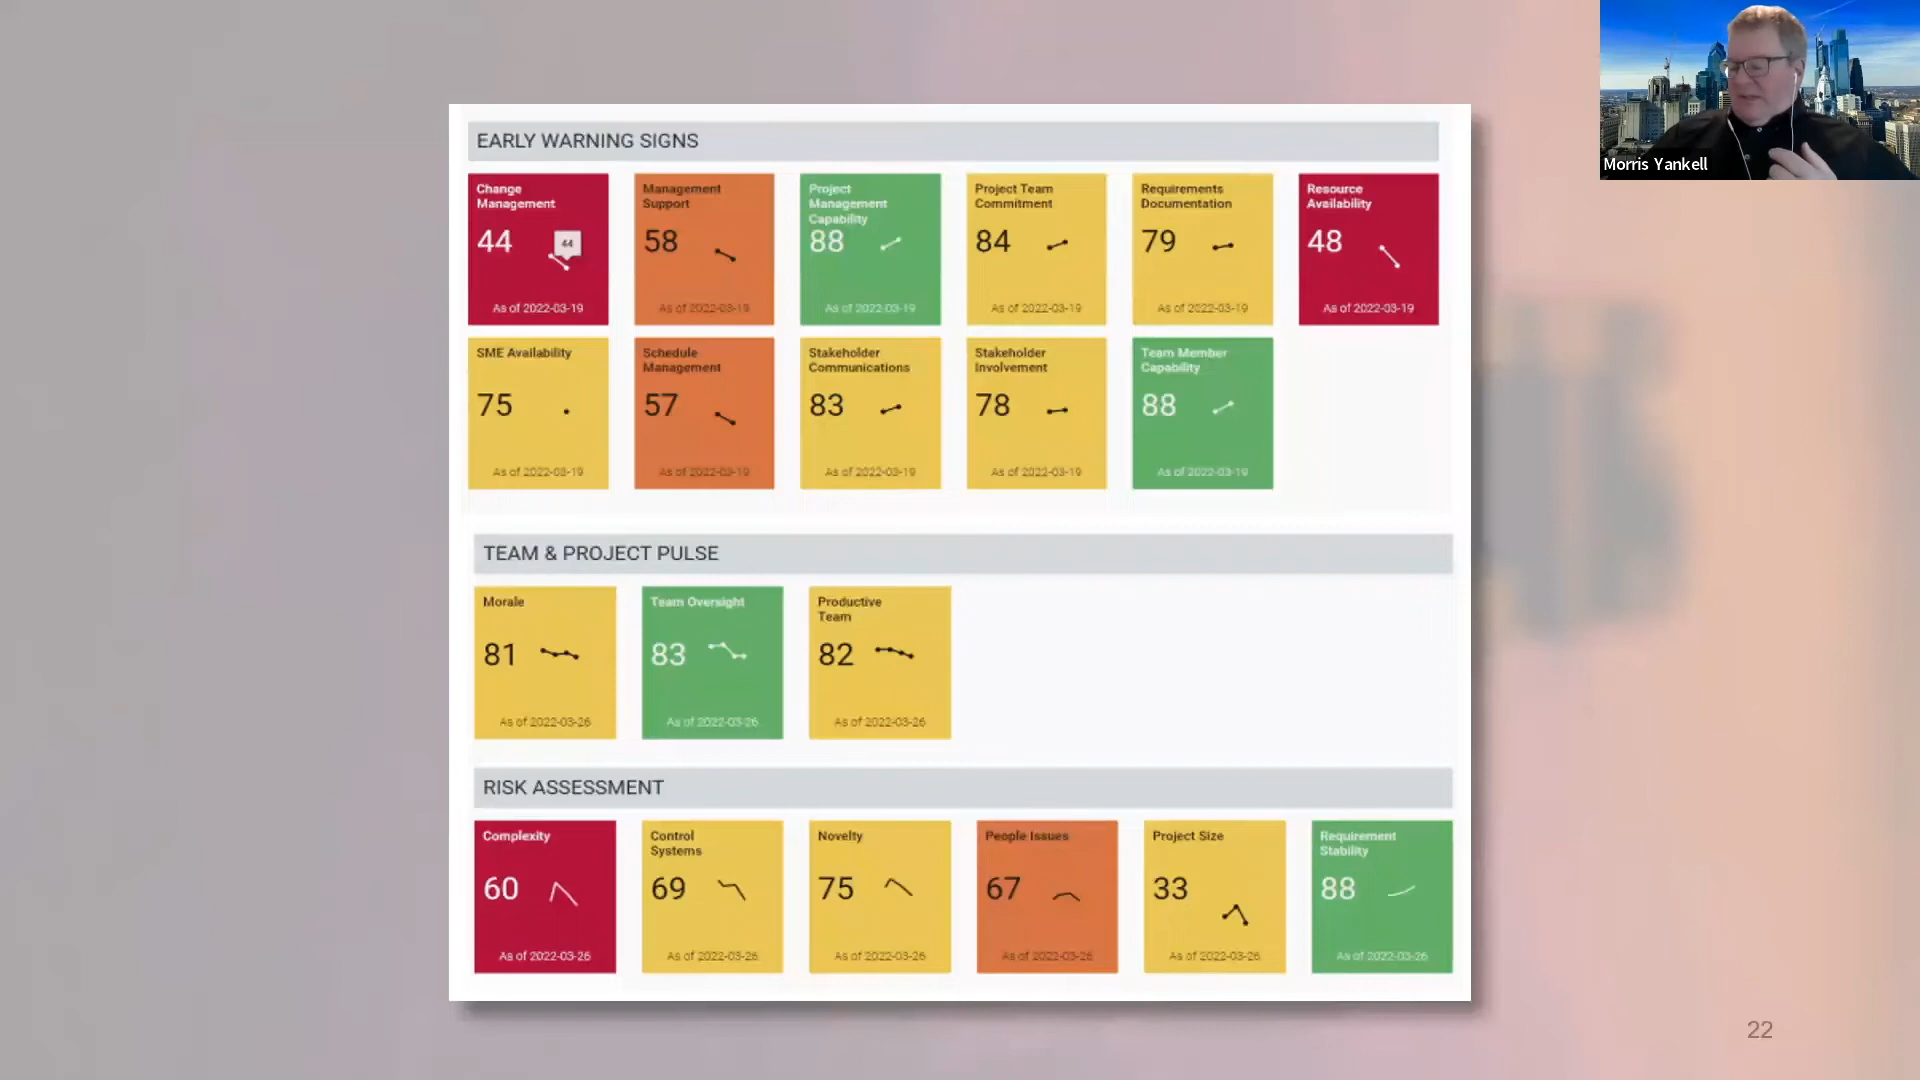 Morris Yankell
EARLY WARNING SIGNS
Change
Management
44
44
As of 2022-03-19
Management
Support
58
As of 2022-03-19
Project
Management
Capability
88
As of 2022-03-19
Project Team
Commitment
84
As of 2022-03-19
Requirements
Documentation
79
As of 2022-03-19
Resource
Availability
48
As of 2022-03-19
SME Availability
75
As of 2022-03-19
Schedule
Management
57
As of 2022-03-19
Stakeholder
Communications
83
As of 2022-03-19
Stakeholder
Involvement
78
As of 2022-03-19
Team Member
Capability
88
As of 2022-03-19
TEAM & PROJECT PULSE
Morale
81
As of 2022-03-26
Team Oversight
83
As of 2022-03-26
Productive
Team
82
As of 2022-03-26
RISK ASSESSMENT
Complexity
60
As of 2022-03-26
Control
Systems
69
As of 2022-03-26
Novelty
75
As of 2022-03-26
People Issues
67
As of 2022-03-26
Project Size
33
As of 2022-03-26
Requirement
Stability
88
As of 2022-03-26
22